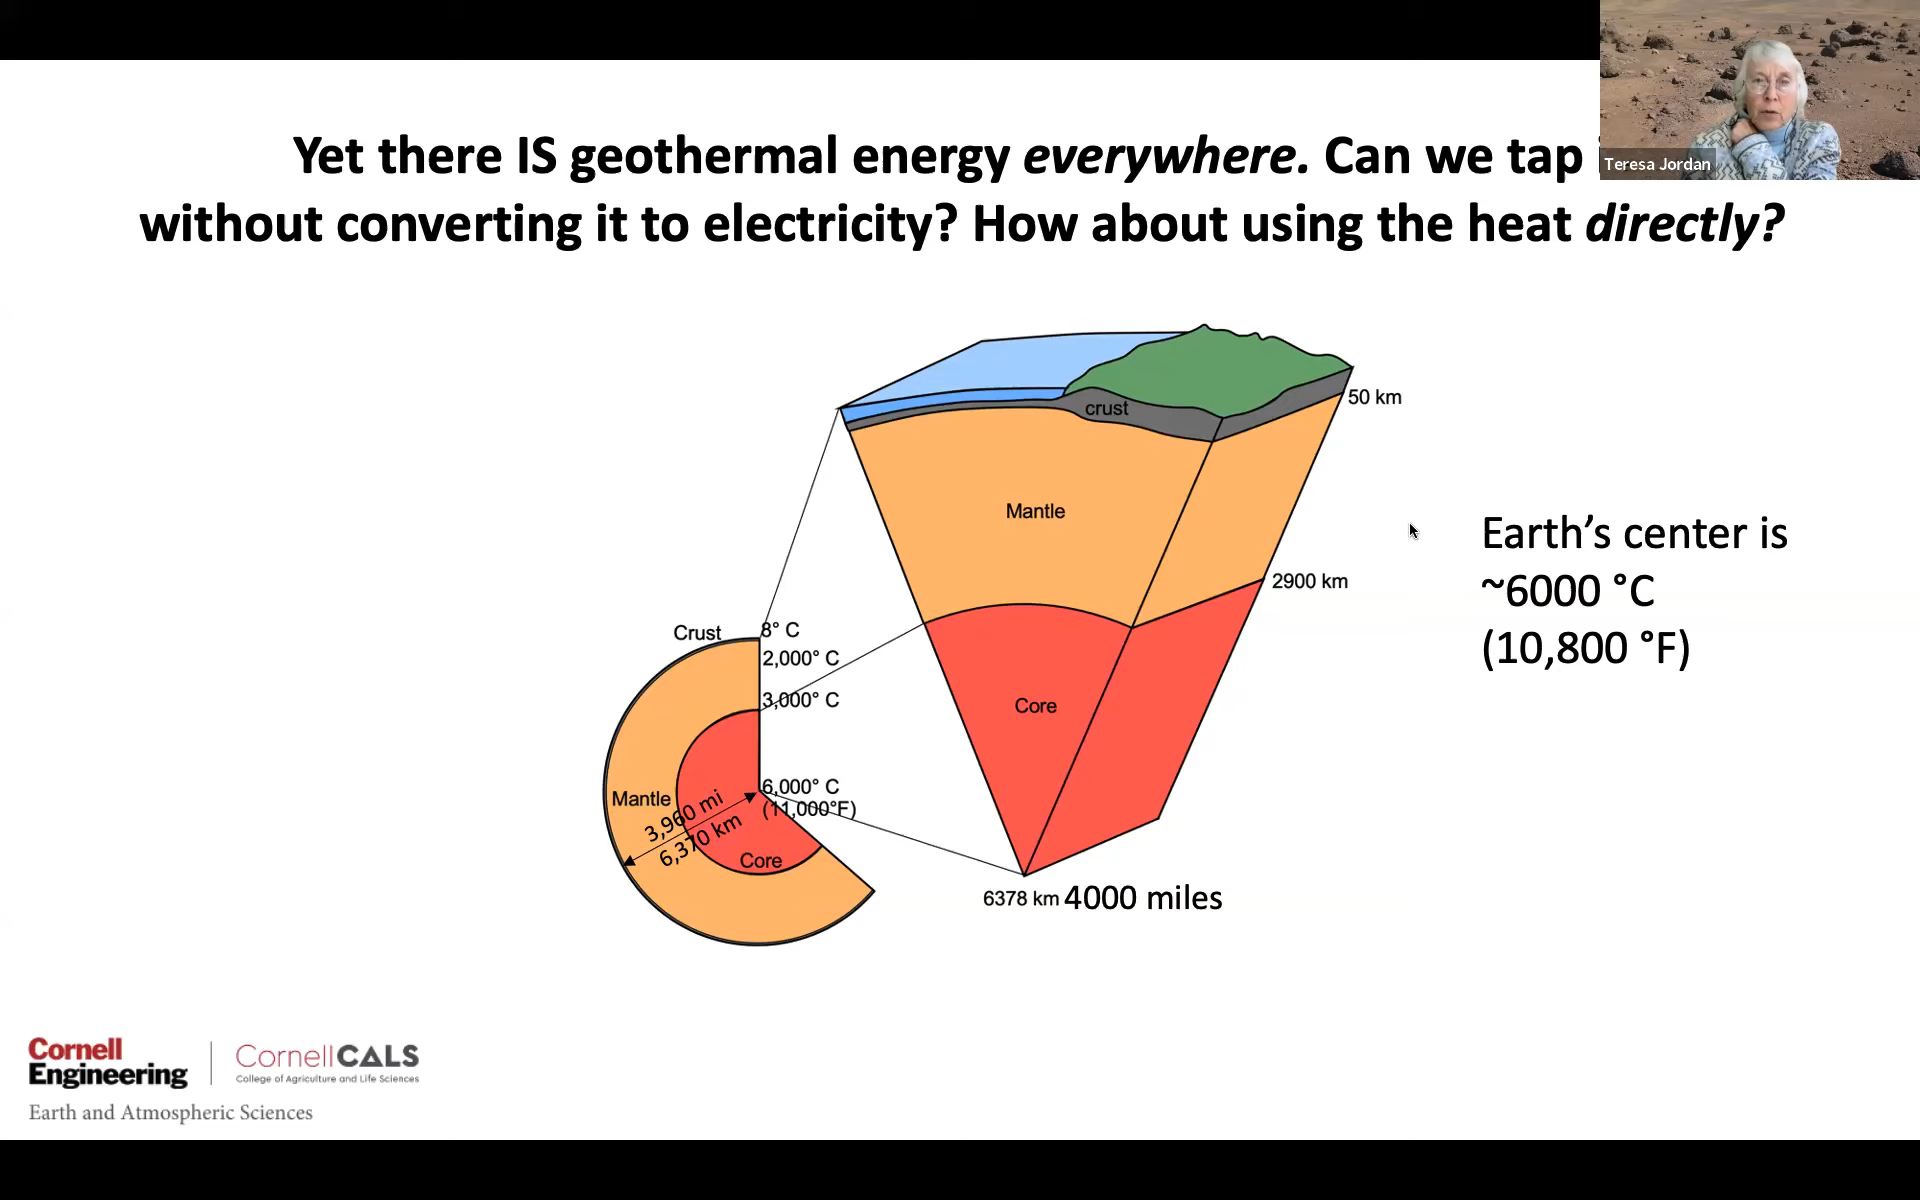 Yet there IS geothermal energy everywhere. Can we tap
without converting it to electricity? How about using the heat directly?
Teresa Jordan
crust
50 km
Mantle
2900 km
Core
6378 km 4000 miles
Earth’s center is
~6000 °C
(10,800 °F)
Crust
8° C
2,000° C
3,000° C
6,000° C
(11,000°F)
Mantle
3,960 mi
6,370 km
Core
Cornell
Engineering
CornellCALS
College of Agriculture and Life Sciences
Earth and Atmospheric Sciences